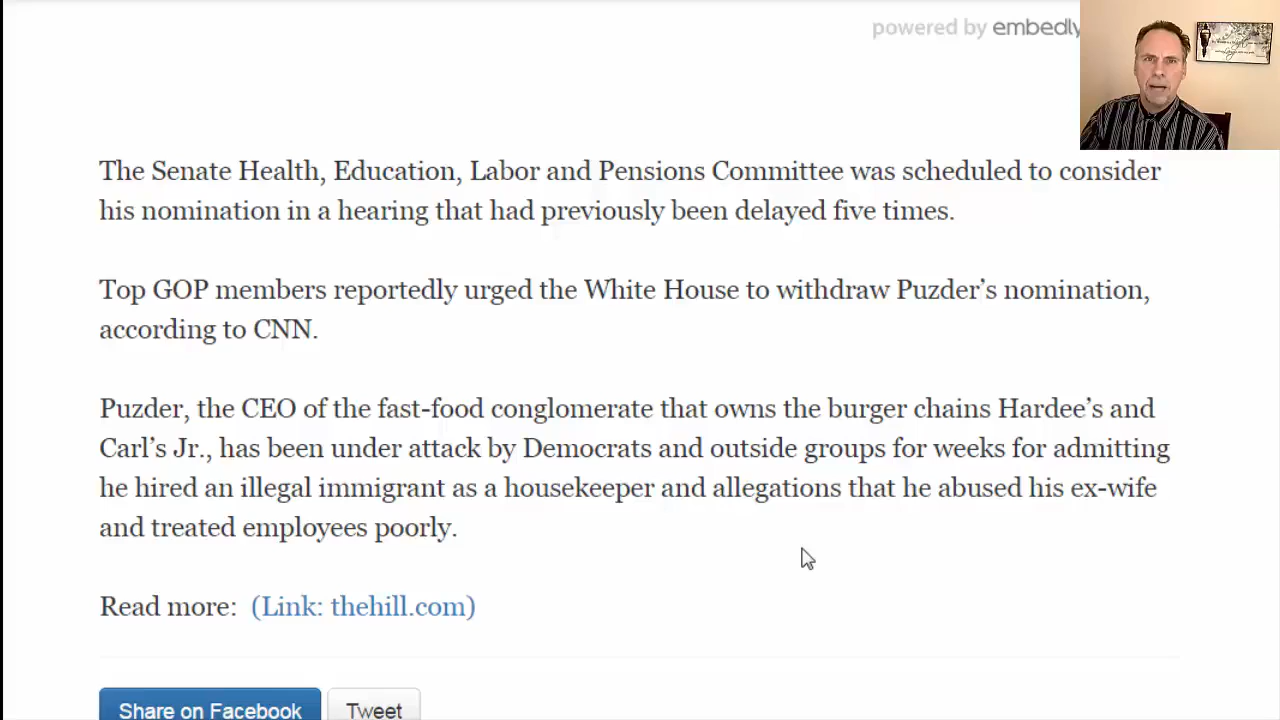 powered by embedly
The Senate Health, Education, Labor and Pensions Committee was scheduled to consider
his nomination in a hearing that had previously been delayed five times.
Top GOP members reportedly urged the White House to withdraw Puzder's nomination,
according to CNN.
Puzder, the CEO of the fast-food conglomerate that owns the burger chains Hardee's and
Carl's Jr., has been under attack by Democrats and outside groups for weeks for admitting
he hired an illegal immigrant as a housekeeper and allegations that he abused his ex-wife
and treated employees poorly.
Read more: (Link: thehill.com)
Share on Facebook Tweet